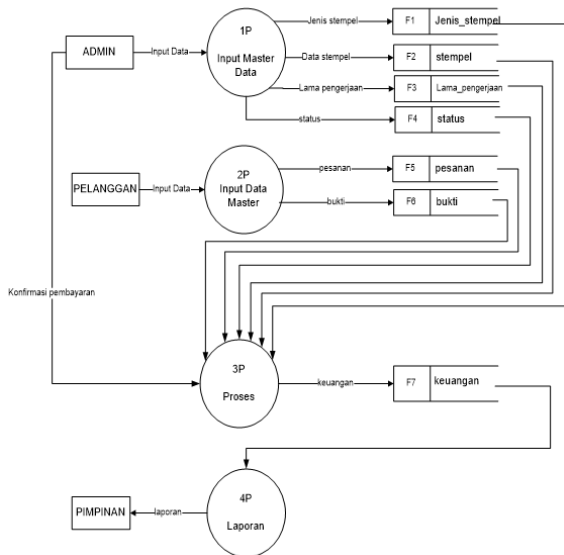 Jenis stempel
F1
Jenis_stempel
1P
Input Master
Data
ADMIN
Input Data
Data stempel
F2
stempel
Lama pengerjaan
F3
Lama_pengerjaan
status
F4
status
PELANGGAN
Input Data
2P
Input Data
Master
pesanan
F5
pesanan
bukti
F6
bukti
Konfirmasi pembayaran
3P
Proses
keuangan
F7
keuangan
4P
Laporan
PIMPINAN
laporan